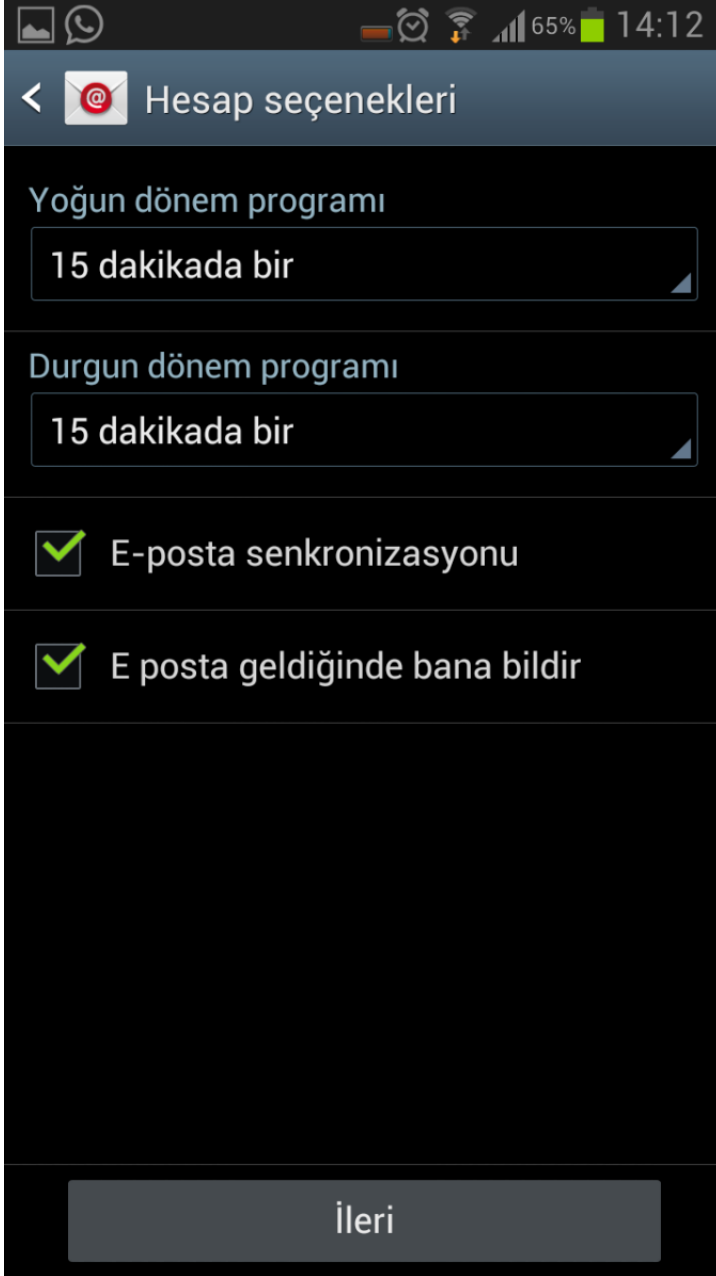 65% 14:12
Hesap seçenekleri
Yoğun dönem programı
15 dakikada bir
Durgun dönem programı
15 dakikada bir
E-posta senkronizasyonu
E posta geldiğinde bana bildir
İleri